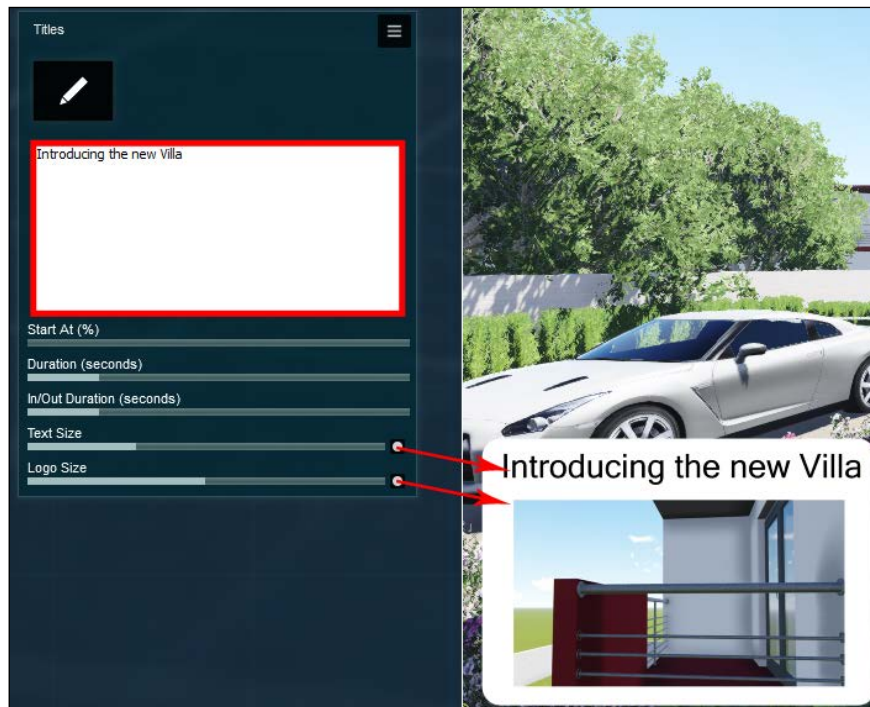 Titles
Introducing the new Villa
Start At (%)
Duration (seconds)
In/Out Duration (seconds)
Text Size
Logo Size
Introducing the new Villa